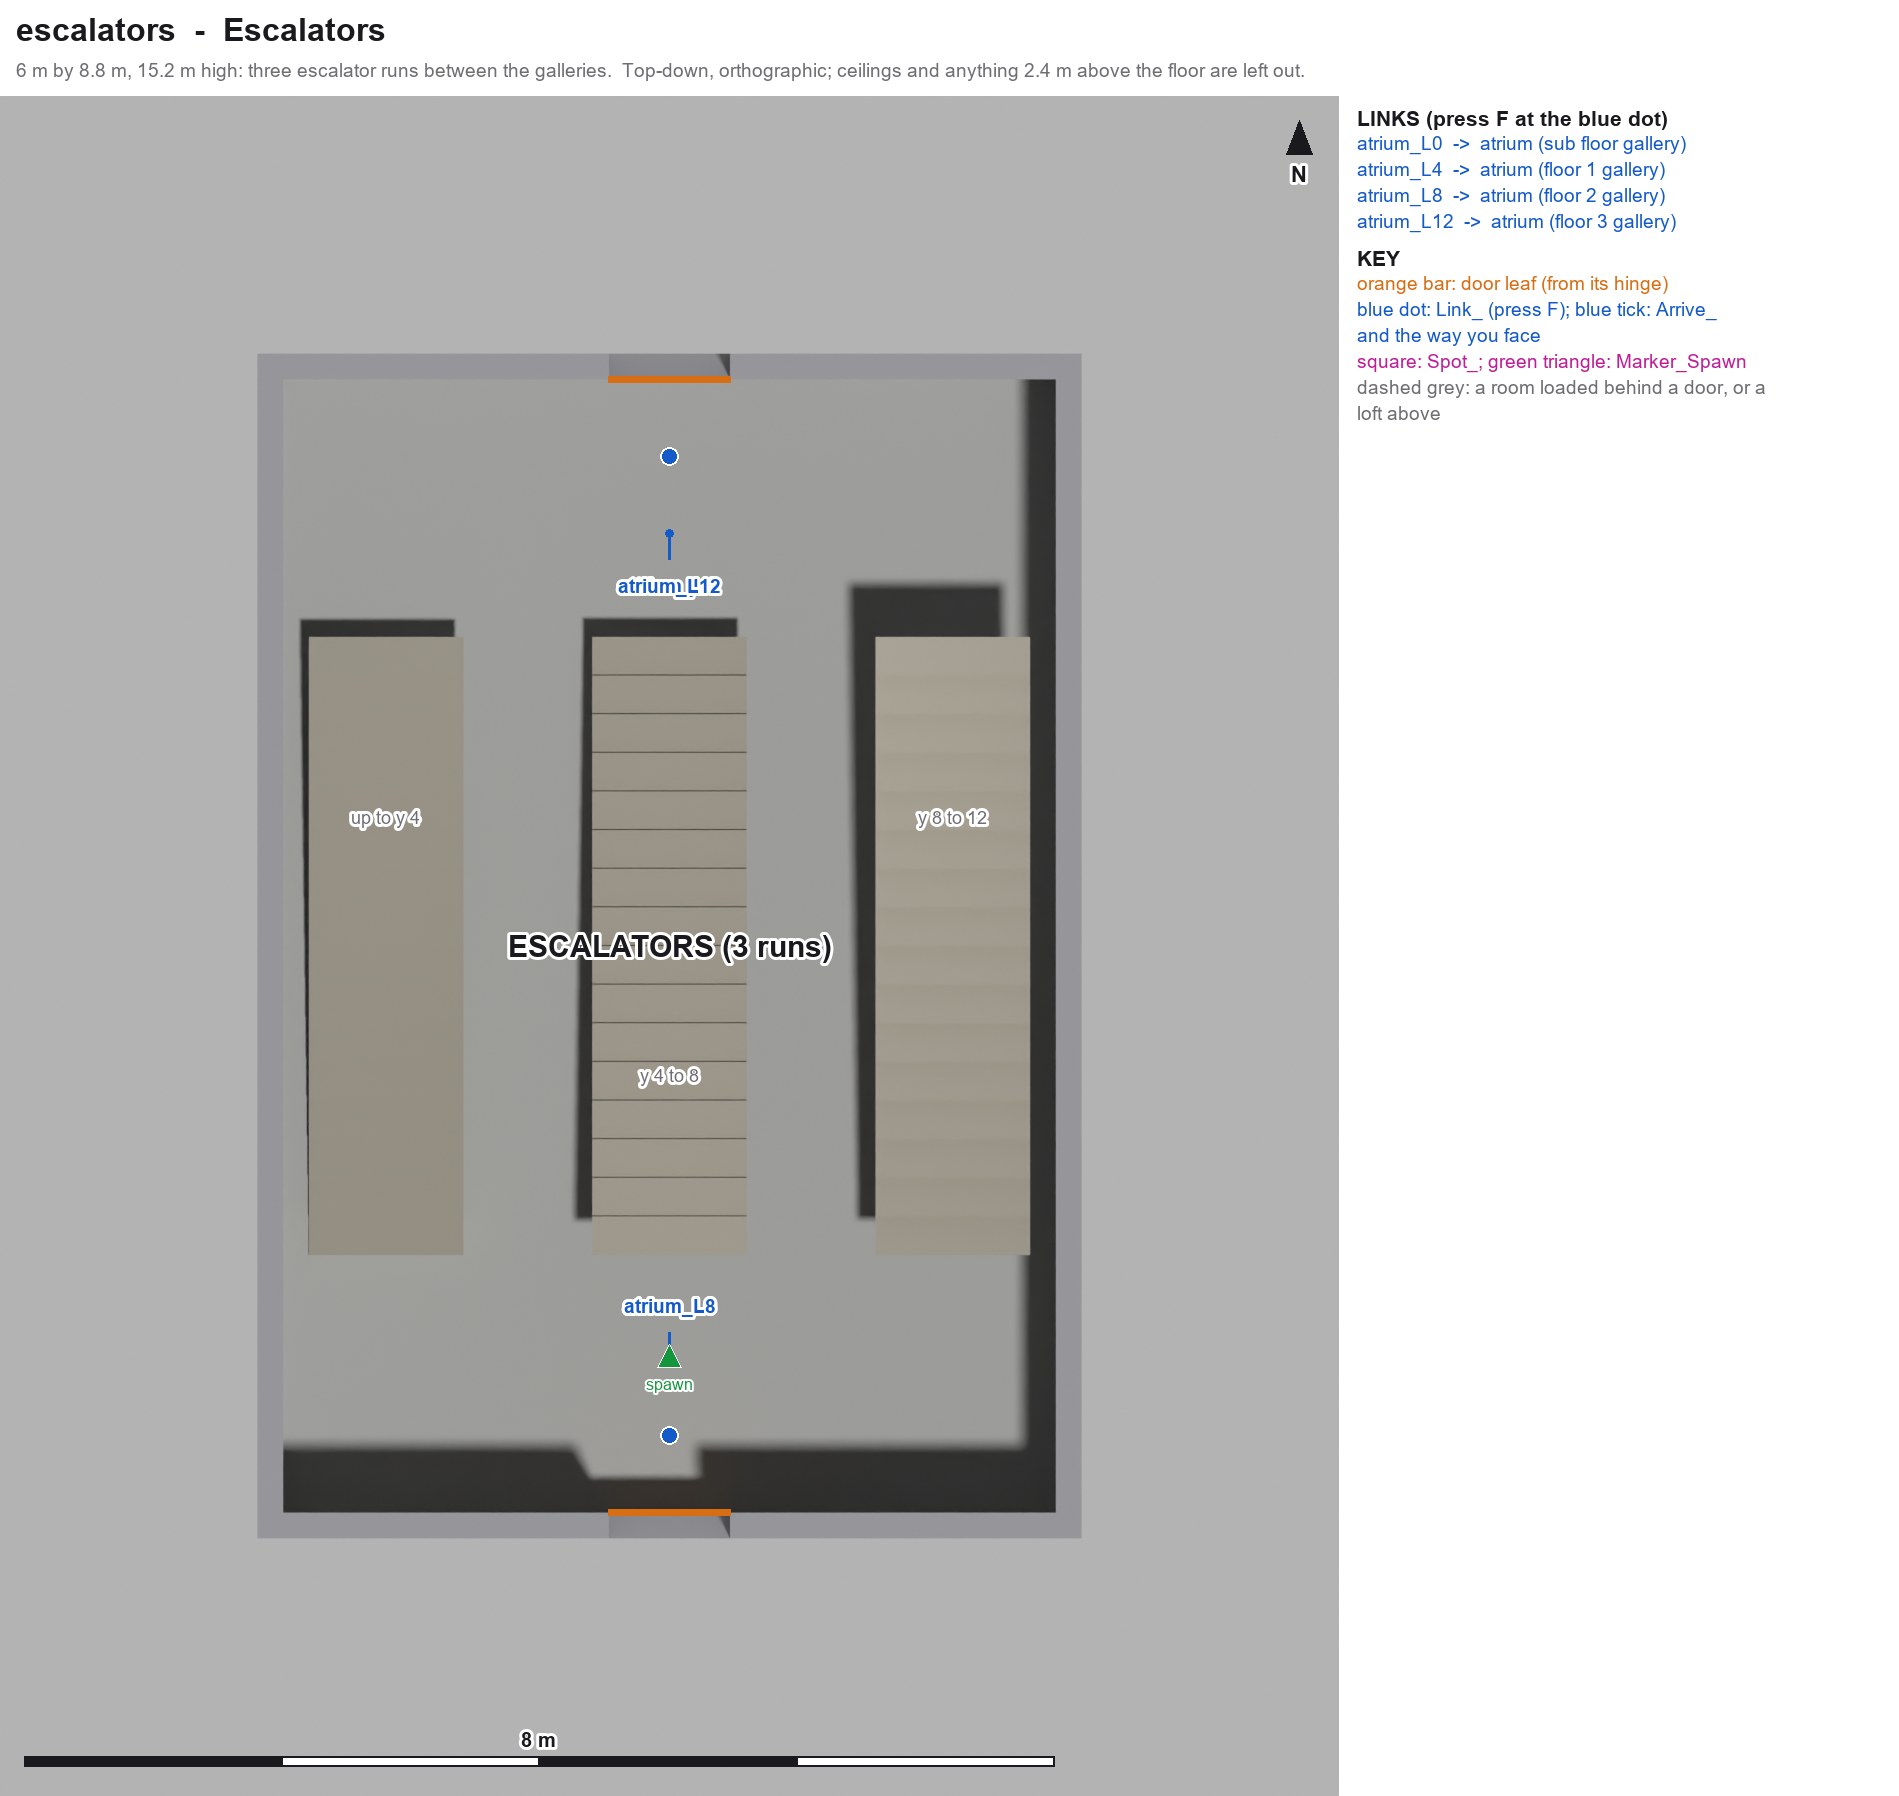 escalators - Escalators
6 m by 8.8 m, 15.2 m high: three escalator runs between the galleries. Top-down, orthographic; ceilings and anything 2.4 m above the floor are left out.
N
LINKS (press F at the blue dot)
atrium_L0 -> atrium (sub floor gallery)
atrium_L4 -> atrium (floor 1 gallery)
atrium_L8 -> atrium (floor 2 gallery)
atrium_L12 -> atrium (floor 3 gallery)
KEY
orange bar: door leaf (from its hinge)
blue dot: Link_ (press F); blue tick: Arrive_
and the way you face
square: Spot_; green triangle: Marker_Spawn
dashed grey: a room loaded behind a door, or a
loft above
atrium_L12
up to y 4
y 8 to 12
ESCALATORS (3 runs)
y 4 to 8
atrium_L8
spawn
8 m